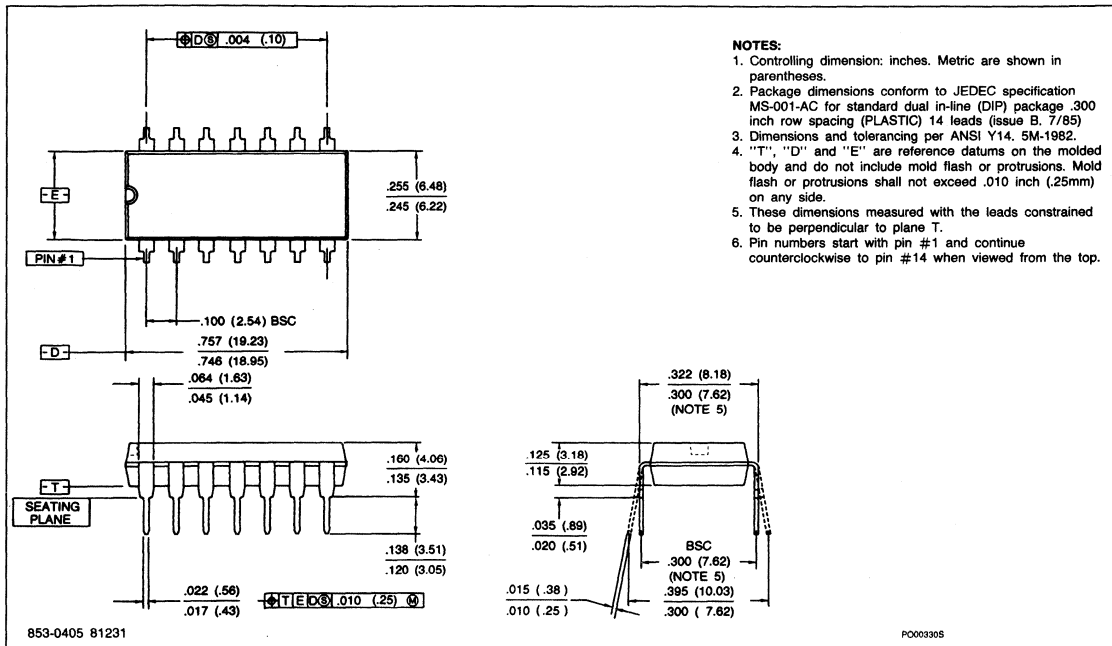 ⌖ D Ⓢ .004 (.10)
NOTES:
1. Controlling dimension: inches. Metric are shown in
parentheses.
2. Package dimensions conform to JEDEC specification
MS-001-AC for standard dual in-line (DIP) package .300
inch row spacing (PLASTIC) 14 leads (issue B. 7/85)
3. Dimensions and tolerancing per ANSI Y14. 5M-1982.
4. "T", "D" and "E" are reference datums on the molded
body and do not include mold flash or protrusions. Mold
flash or protrusions shall not exceed .010 inch (.25mm)
on any side.
5. These dimensions measured with the leads constrained
to be perpendicular to plane T.
6. Pin numbers start with pin #1 and continue
counterclockwise to pin #14 when viewed from the top.
- E -
.255 (6.48)
.245 (6.22)
PIN #1
.100 (2.54) BSC
- D -
.757 (19.23)
.746 (18.95)
.064 (1.63)
.045 (1.14)
.160 (4.06)
.135 (3.43)
- T -
SEATING
PLANE
.138 (3.51)
.120 (3.05)
.022 (.56)
.017 (.43)
⌖ T E D Ⓢ .010 (.25) Ⓜ
.322 (8.18)
.300 (7.62)
(NOTE 5)
.125 (3.18)
.115 (2.92)
.035 (.89)
.020 (.51)
BSC
.300 (7.62)
(NOTE 5)
.395 (10.03)
.300 ( 7.62)
.015 (.38 )
.010 (.25 )
853-0405 81231
PO00330S